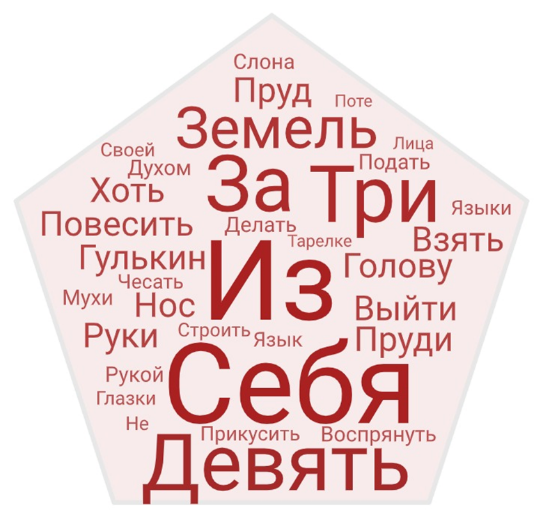 Слона
Пруд
Поте
Земель
Лица
Своей
Духом
Подать
Хоть
За
Три
Языки
Повесить
Делать
Взять
Тарелке
Гулькин
Из
Голову
Чесать
Мухи
Нос
Выйти
Руки
Строить
Язык
Пруди
Себя
Рукой
Глазки
Не
Прикусить
Воспрянуть
Девять